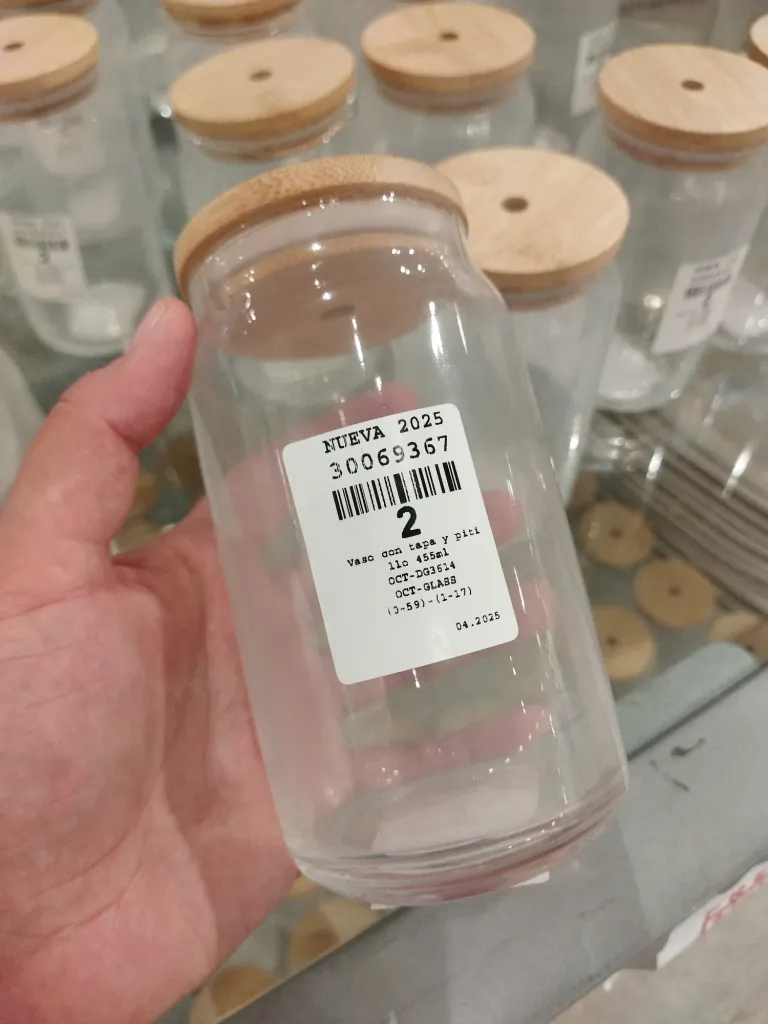 NUEVA 2025
30069367
2
Vaso con tapa y piti
llo 455ml
OCT-DG3614
OCT-GLASS
(0-59)-(1-17)
04.2025